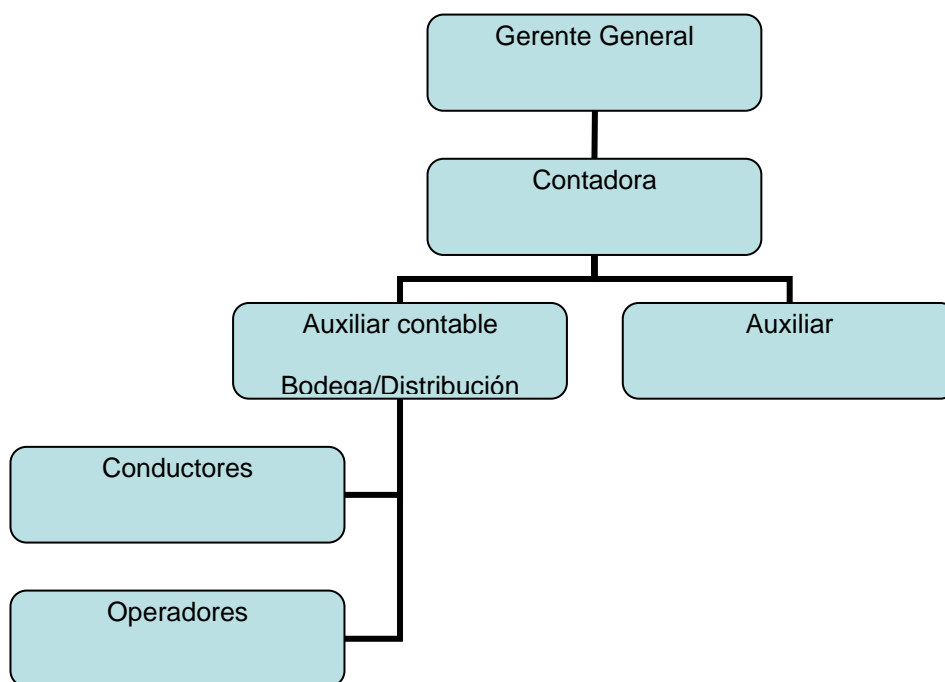 Gerente General
Contadora
Auxiliar contable
Bodega/Distribución
Auxiliar
Conductores
Operadores